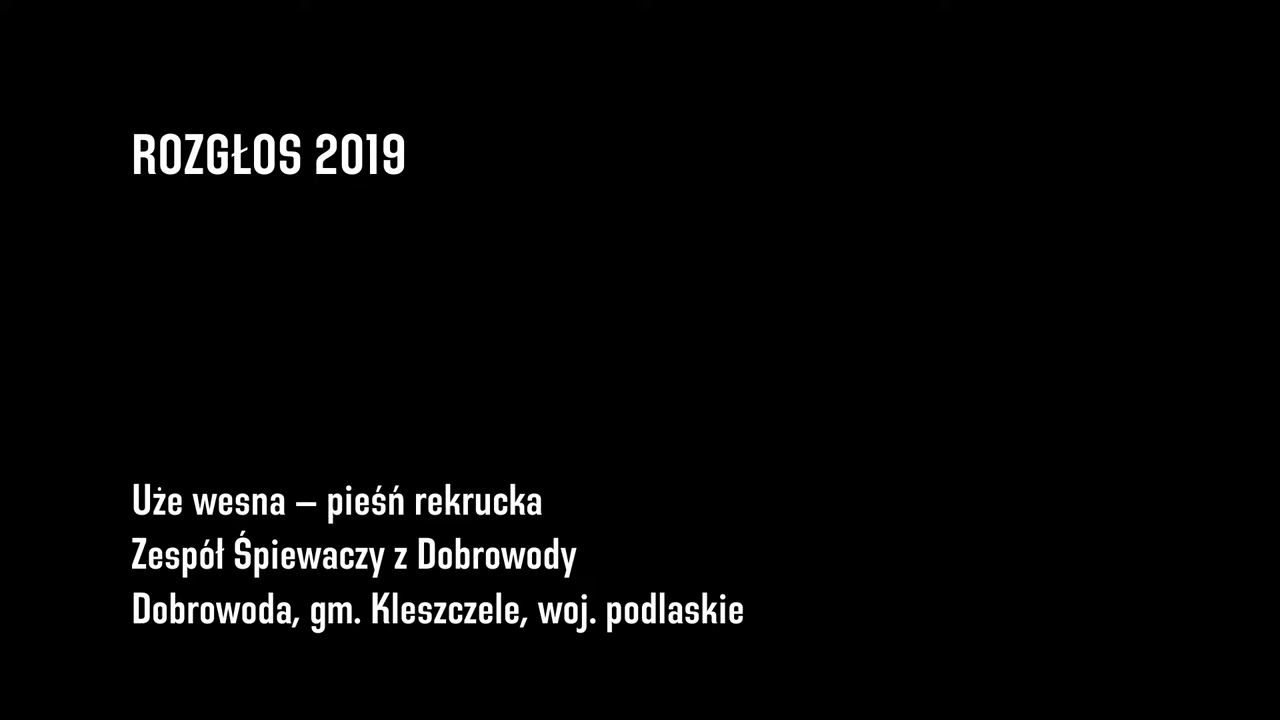 ROZGŁOS 2019
Uże wesna – pieśń rekrucka
Zespół Śpiewaczy z Dobrowody
Dobrowoda, gm. Kleszczele, woj. podlaskie